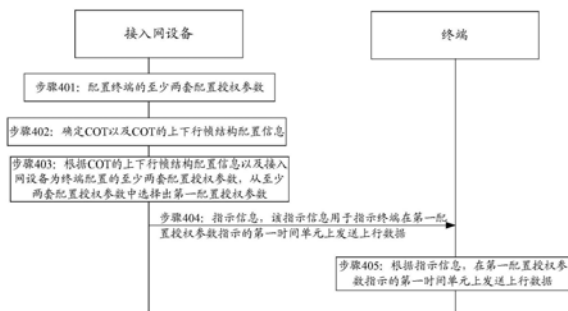 接入网设备
终端
步骤401：配置终端的至少两套配置授权参数
步骤402：确定COT以及COT的上下行帧结构配置信息
步骤403：根据COT的上下行帧结构配置信息以及接入
网设备为终端配置的至少两套配置授权参数，从至少
两套配置授权参数中选择出第一配置授权参数
步骤404：指示信息，该指示信息用于指示终端在第一配
置授权参数指示的第一时间单元上发送上行数据
步骤405：根据指示信息，在第一配置授权参
数指示的第一时间单元上发送上行数据